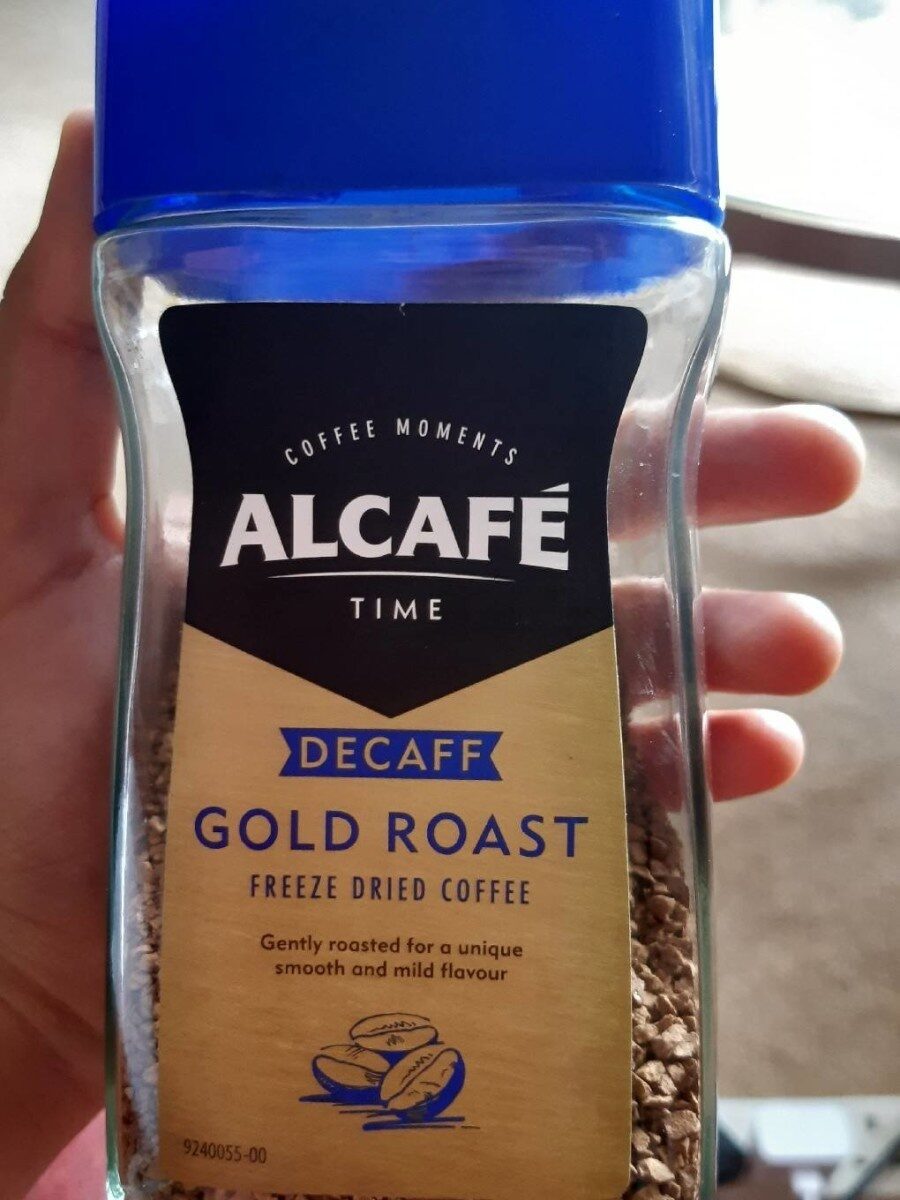 COFFEE MOMENTS
ALCAFÉ
TIME
DECAFF
GOLD ROAST
FREEZE DRIED COFFEE
Gently roasted for a unique
smooth and mild flavour
9240055-00